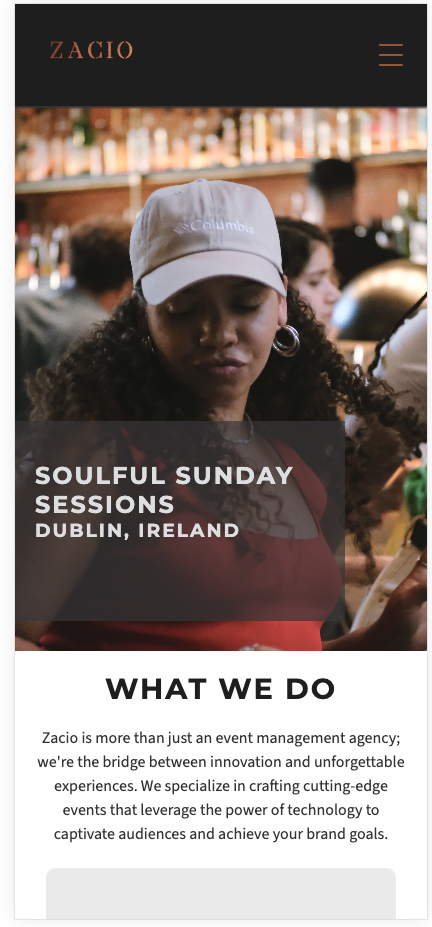 ZACIO
Columbia
SOULFUL SUNDAY
SESSIONS
DUBLIN, IRELAND
WHAT WE DO
Zacio is more than just an event management agency;
we're the bridge between innovation and unforgettable
experiences. We specialize in crafting cutting-edge
events that leverage the power of technology to
captivate audiences and achieve your brand goals.